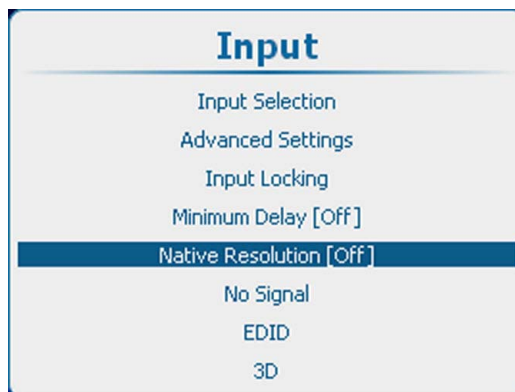 Input
Input Selection
Advanced Settings
Input Locking
Minimum Delay [Off]
Native Resolution [Off]
No Signal
EDID
3D